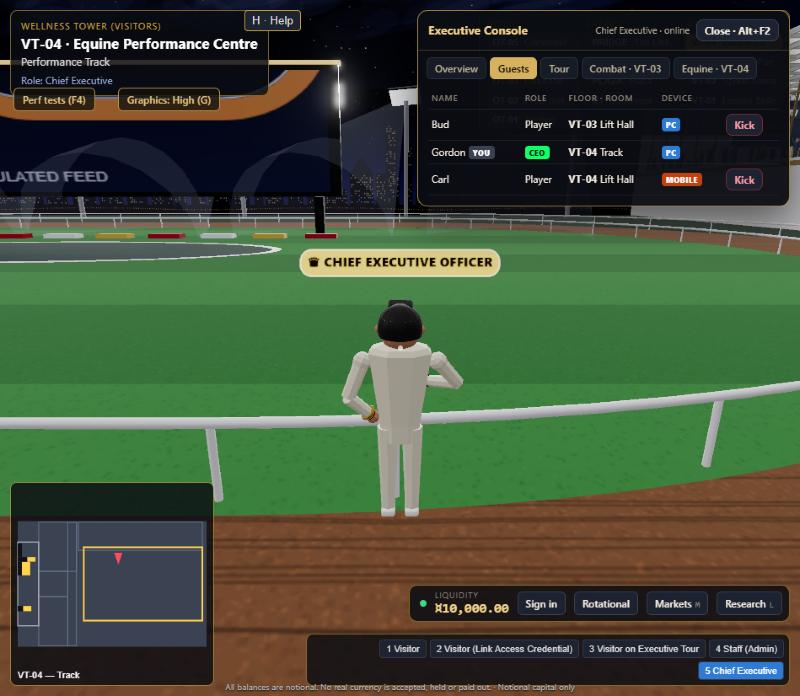 H · Help
WELLNESS TOWER (VISITORS)
VT-04 · Equine Performance Centre
Performance Track
Role: Chief Executive
Perf tests (F4)
Graphics: High (G)
ULATED FEED
Executive Console
Chief Executive · online
Close · Alt+F2
Overview
Guests
Tour
Combat · VT-03
Equine · VT-04
NAME ROLE FLOOR · ROOM DEVICE
Bud Player VT-03 Lift Hall PC Kick
Gordon YOU CEO VT-04 Track PC
Carl Player VT-04 Lift Hall MOBILE Kick
♛ CHIEF EXECUTIVE OFFICER
VT-04 — Track
LIQUIDITY
¤10,000.00
Sign in
Rotational
Markets M
Research L
1 Visitor
2 Visitor (Link Access Credential)
3 Visitor on Executive Tour
4 Staff (Admin)
5 Chief Executive
All balances are notional. No real currency is accepted, held or paid out. · Notional capital only